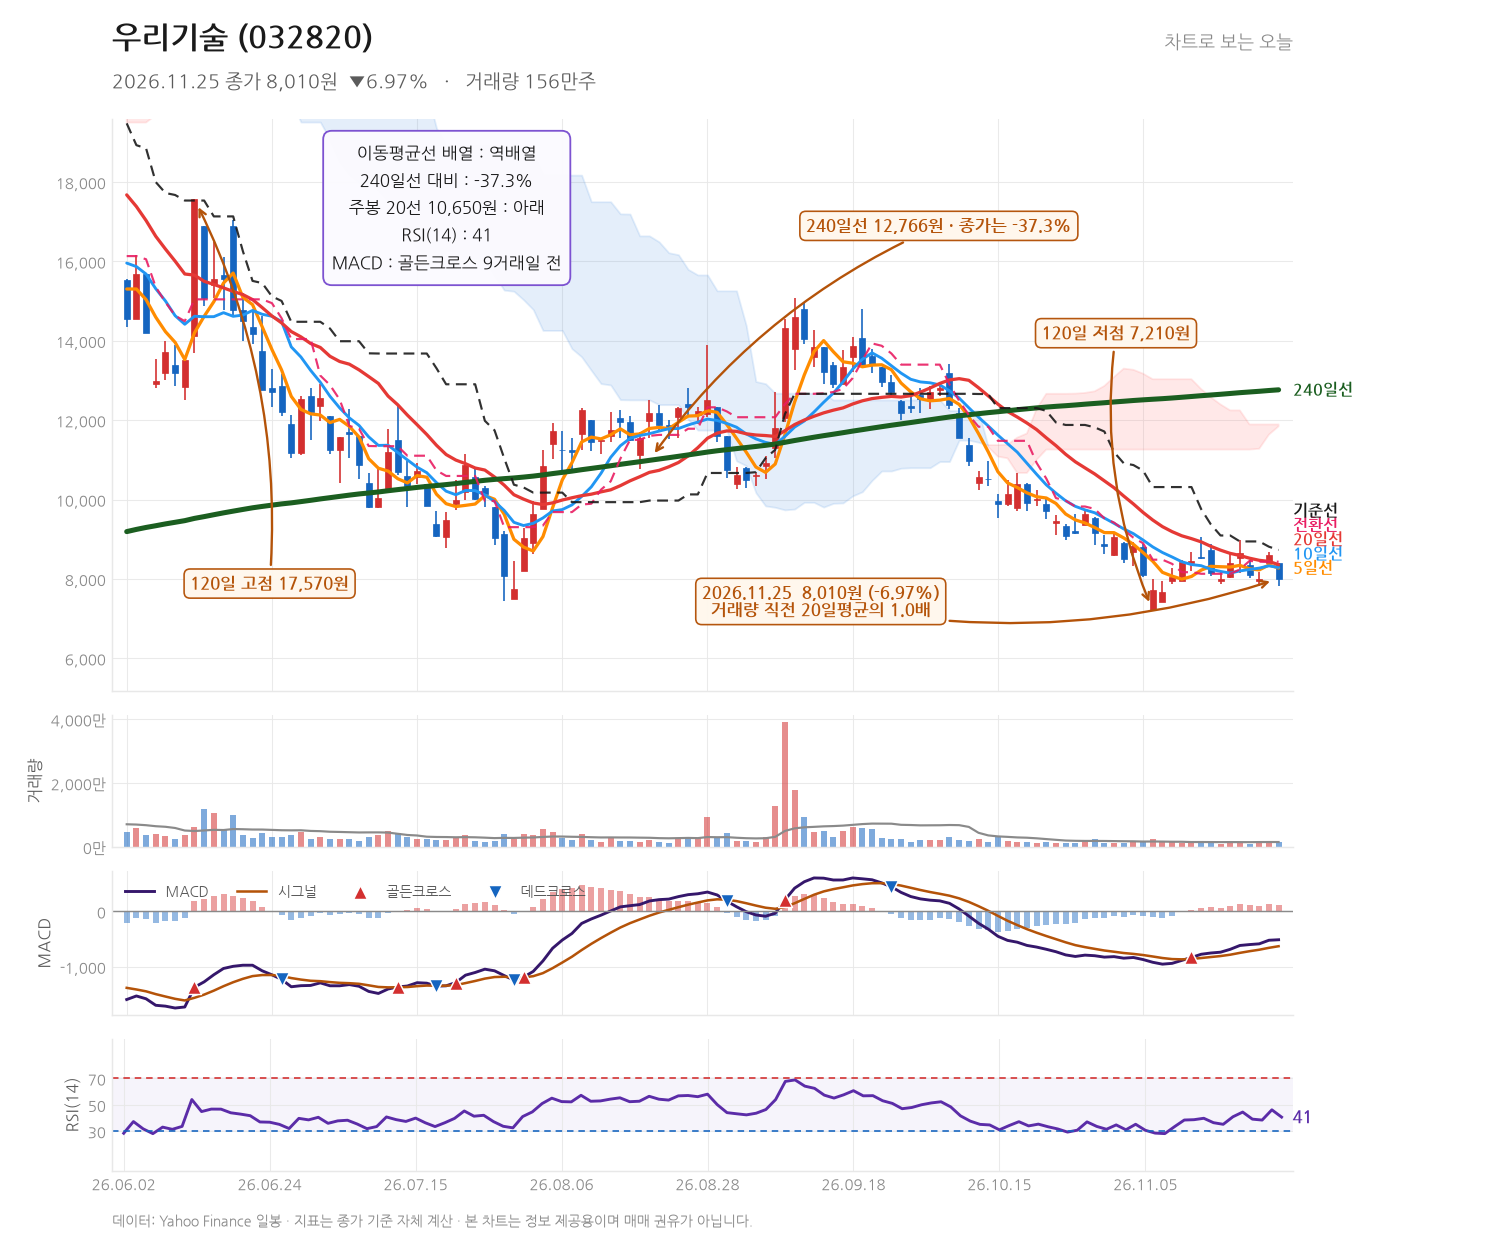 우리기술 (032820)
차트로 보는 오늘
2026.11.25 종가 8,010원 ▼6.97% · 거래량 156만주
이동평균선 배열 : 역배열
240일선 대비 : -37.3%
주봉 20선 10,650원 : 아래
RSI(14) : 41
MACD : 골든크로스 9거래일 전
240일선 12,766원 · 종가는 -37.3%
120일 저점 7,210원
120일 고점 17,570원
2026.11.25 8,010원 (-6.97%)
거래량 직전 20일평균의 1.0배
240일선
기준선
전환선
20일선
10일선
5일선
18,000
16,000
14,000
12,000
10,000
8,000
6,000
거래량
4,000만
2,000만
0만
MACD
MACD 시그널 골든크로스 데드크로스
0
-1,000
RSI(14)
70
50
30
41
26.06.02 26.06.24 26.07.15 26.08.06 26.08.28 26.09.18 26.10.15 26.11.05
데이터: Yahoo Finance 일봉 · 지표는 종가 기준 자체 계산 · 본 차트는 정보 제공용이며 매매 권유가 아닙니다.